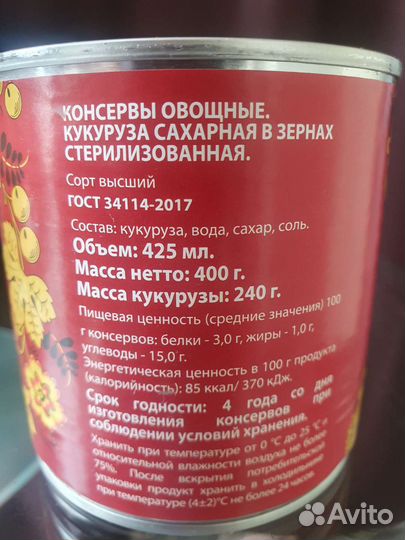 КОНСЕРВЫ ОВОЩНЫЕ.
КУКУРУЗА САХАРНАЯ В ЗЕРНАХ
СТЕРИЛИЗОВАННАЯ.
Сорт высший
ГОСТ 34114-2017
Состав: кукуруза, вода, сахар, соль.
Объем: 425 мл.
Масса нетто: 400 г.
Масса кукурузы: 240 г.
Пищевая ценность (средние значения) 100
г консервов: белки - 3,0 г, жиры - 1,0 г,
углеводы - 15,0 г.
Энергетическая ценность в 100 г продукта
(калорийность): 85 ккал/ 370 кДж.
Срок годности: 4 года со дня
изготовления консервов при
соблюдении условий хранения.
Хранить при температуре от 0 °С до 25 °С и
относительной влажности воздуха не более
75%. После вскрытия потребительской
упаковки продукт хранить в холодильнике
при температуре (4±2)°С не более 24 часов.
Avito